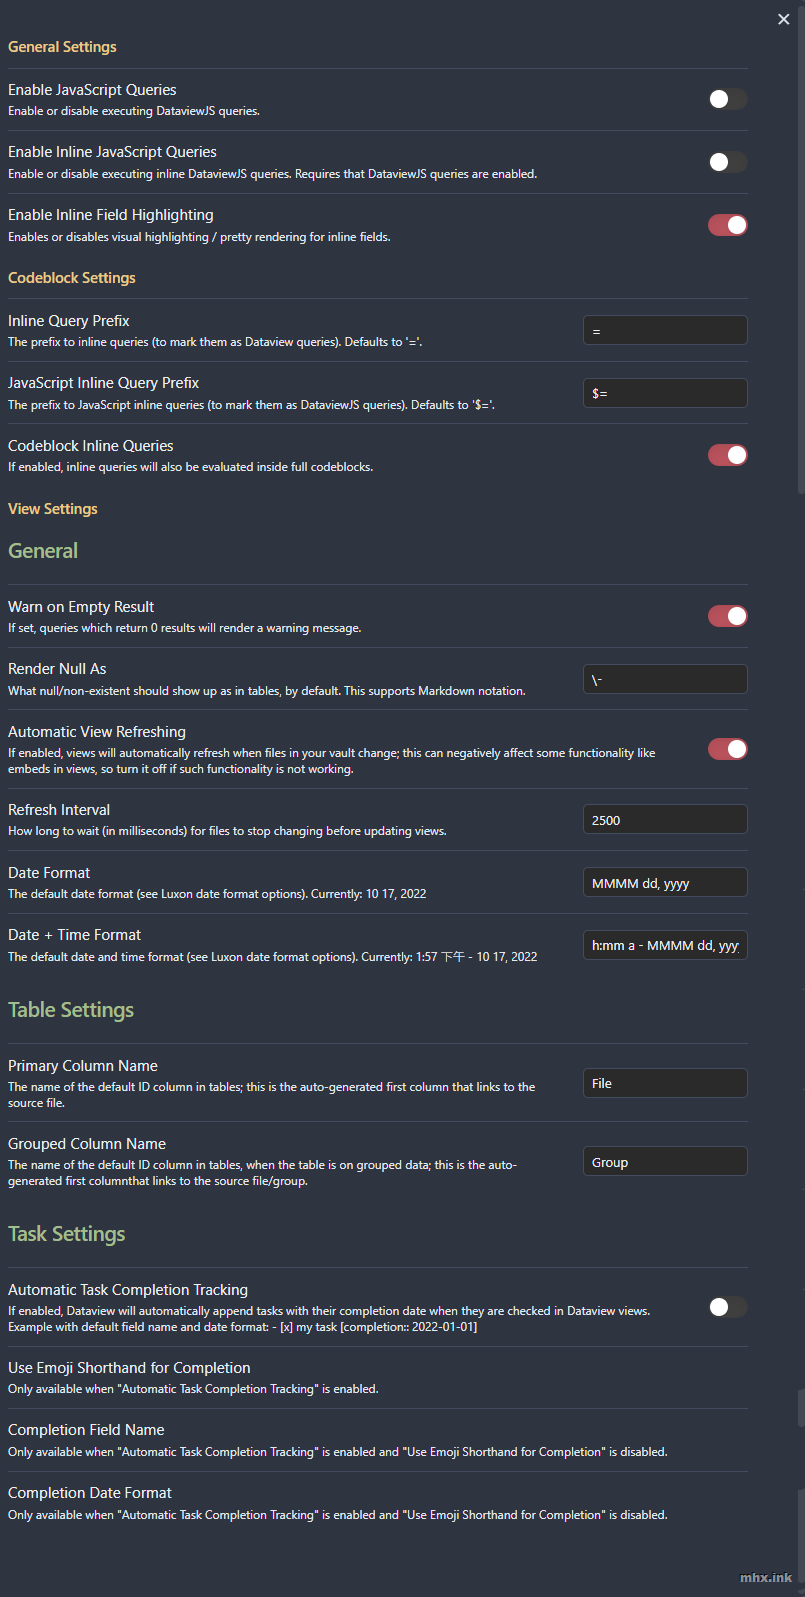 General Settings
Enable JavaScript Queries
Enable or disable executing DataviewJS queries.
Enable Inline JavaScript Queries
Enable or disable executing inline DataviewJS queries. Requires that DataviewJS queries are enabled.
Enable Inline Field Highlighting
Enables or disables visual highlighting / pretty rendering for inline fields.
Codeblock Settings
Inline Query Prefix
The prefix to inline queries (to mark them as Dataview queries). Defaults to '='.
=
JavaScript Inline Query Prefix
The prefix to JavaScript inline queries (to mark them as DataviewJS queries). Defaults to '$='.
$=
Codeblock Inline Queries
If enabled, inline queries will also be evaluated inside full codeblocks.
View Settings
General
Warn on Empty Result
If set, queries which return 0 results will render a warning message.
Render Null As
What null/non-existent should show up as in tables, by default. This supports Markdown notation.
\-
Automatic View Refreshing
If enabled, views will automatically refresh when files in your vault change; this can negatively affect some functionality like
embeds in views, so turn it off if such functionality is not working.
Refresh Interval
How long to wait (in milliseconds) for files to stop changing before updating views.
2500
Date Format
The default date format (see Luxon date format options). Currently: 10 17, 2022
MMMM dd, yyyy
Date + Time Format
The default date and time format (see Luxon date format options). Currently: 1:57 下午 - 10 17, 2022
h:mm a - MMMM dd, yyy
Table Settings
Primary Column Name
The name of the default ID column in tables; this is the auto-generated first column that links to the
source file.
File
Grouped Column Name
The name of the default ID column in tables, when the table is on grouped data; this is the auto-
generated first columnthat links to the source file/group.
Group
Task Settings
Automatic Task Completion Tracking
If enabled, Dataview will automatically append tasks with their completion date when they are checked in Dataview views.
Example with default field name and date format: - [x] my task [completion:: 2022-01-01]
Use Emoji Shorthand for Completion
Only available when "Automatic Task Completion Tracking" is enabled.
Completion Field Name
Only available when "Automatic Task Completion Tracking" is enabled and "Use Emoji Shorthand for Completion" is disabled.
Completion Date Format
Only available when "Automatic Task Completion Tracking" is enabled and "Use Emoji Shorthand for Completion" is disabled.
mhx.ink